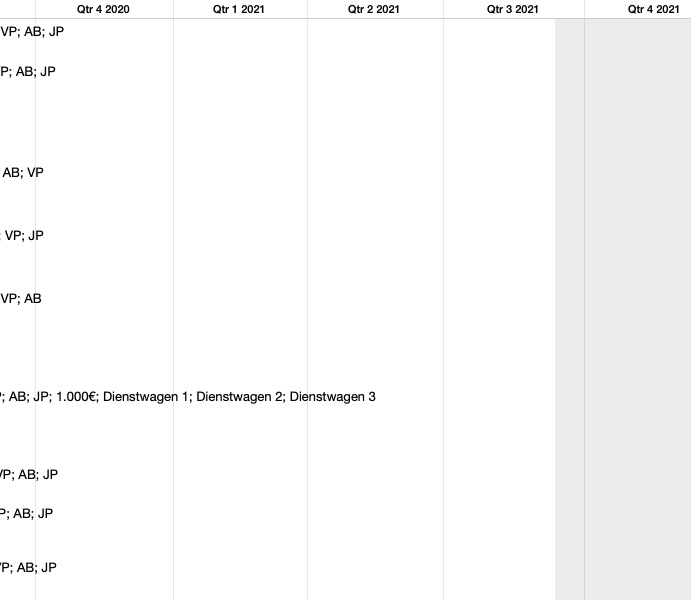 Qtr 4 2020 Qtr 1 2021 Qtr 2 2021 Qtr 3 2021 Qtr 4 2021
VP; AB; JP
P; AB; JP
AB; VP
; VP; JP
VP; AB
; AB; JP; 1.000€; Dienstwagen 1; Dienstwagen 2; Dienstwagen 3
VP; AB; JP
P; AB; JP
P; AB; JP